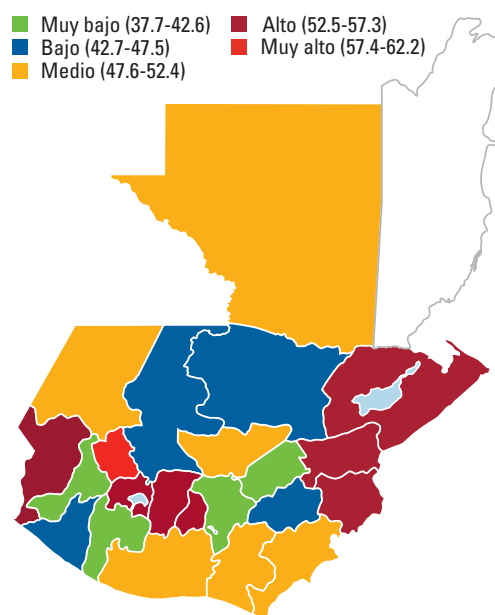 Muy bajo (37.7-42.6)
Bajo (42.7-47.5)
Medio (47.6-52.4)
Alto (52.5-57.3)
Muy alto (57.4-62.2)